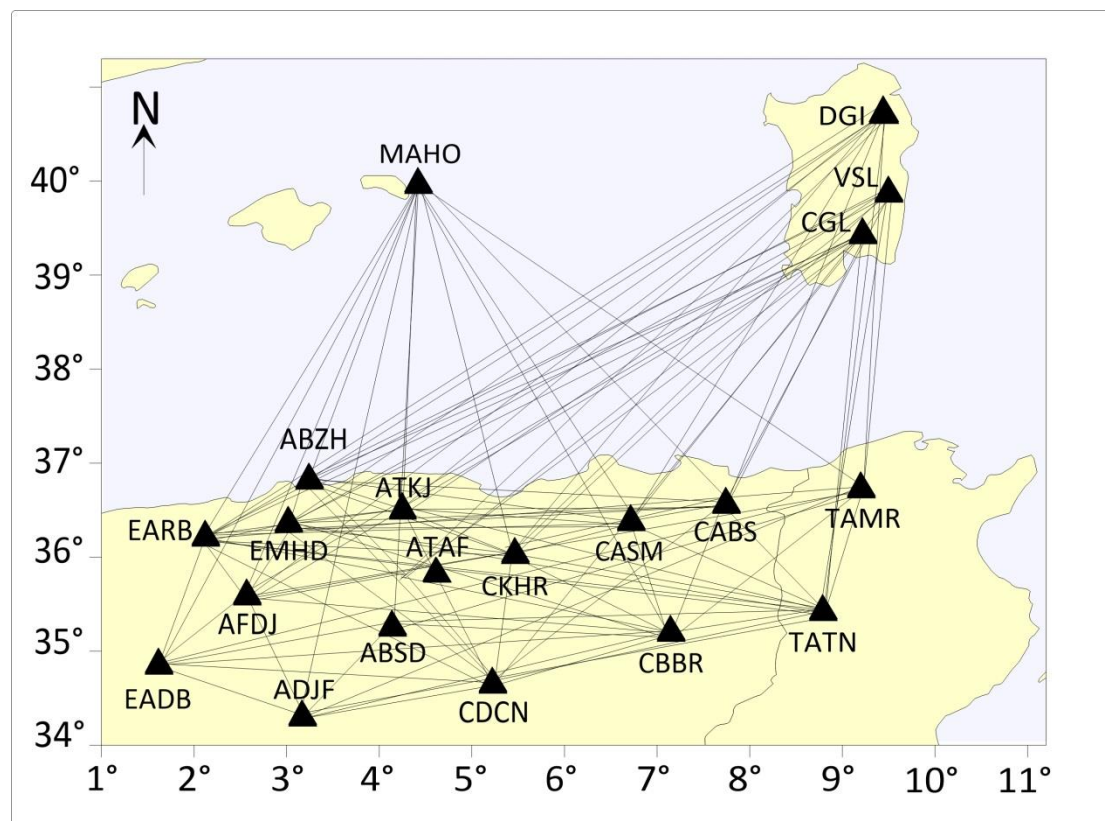 N
DGI
MAHO
40°
VSL
CGL
39°
38°
37°
ABZH
ATKJ
EARB
EMHD
TAMR
CABS
36°
ATAF
CASM
CKHR
AFDJ
TATN
35°
ABSD
CBBR
EADB
ADJF
CDCN
34°
1° 2° 3° 4° 5° 6° 7° 8° 9° 10° 11°